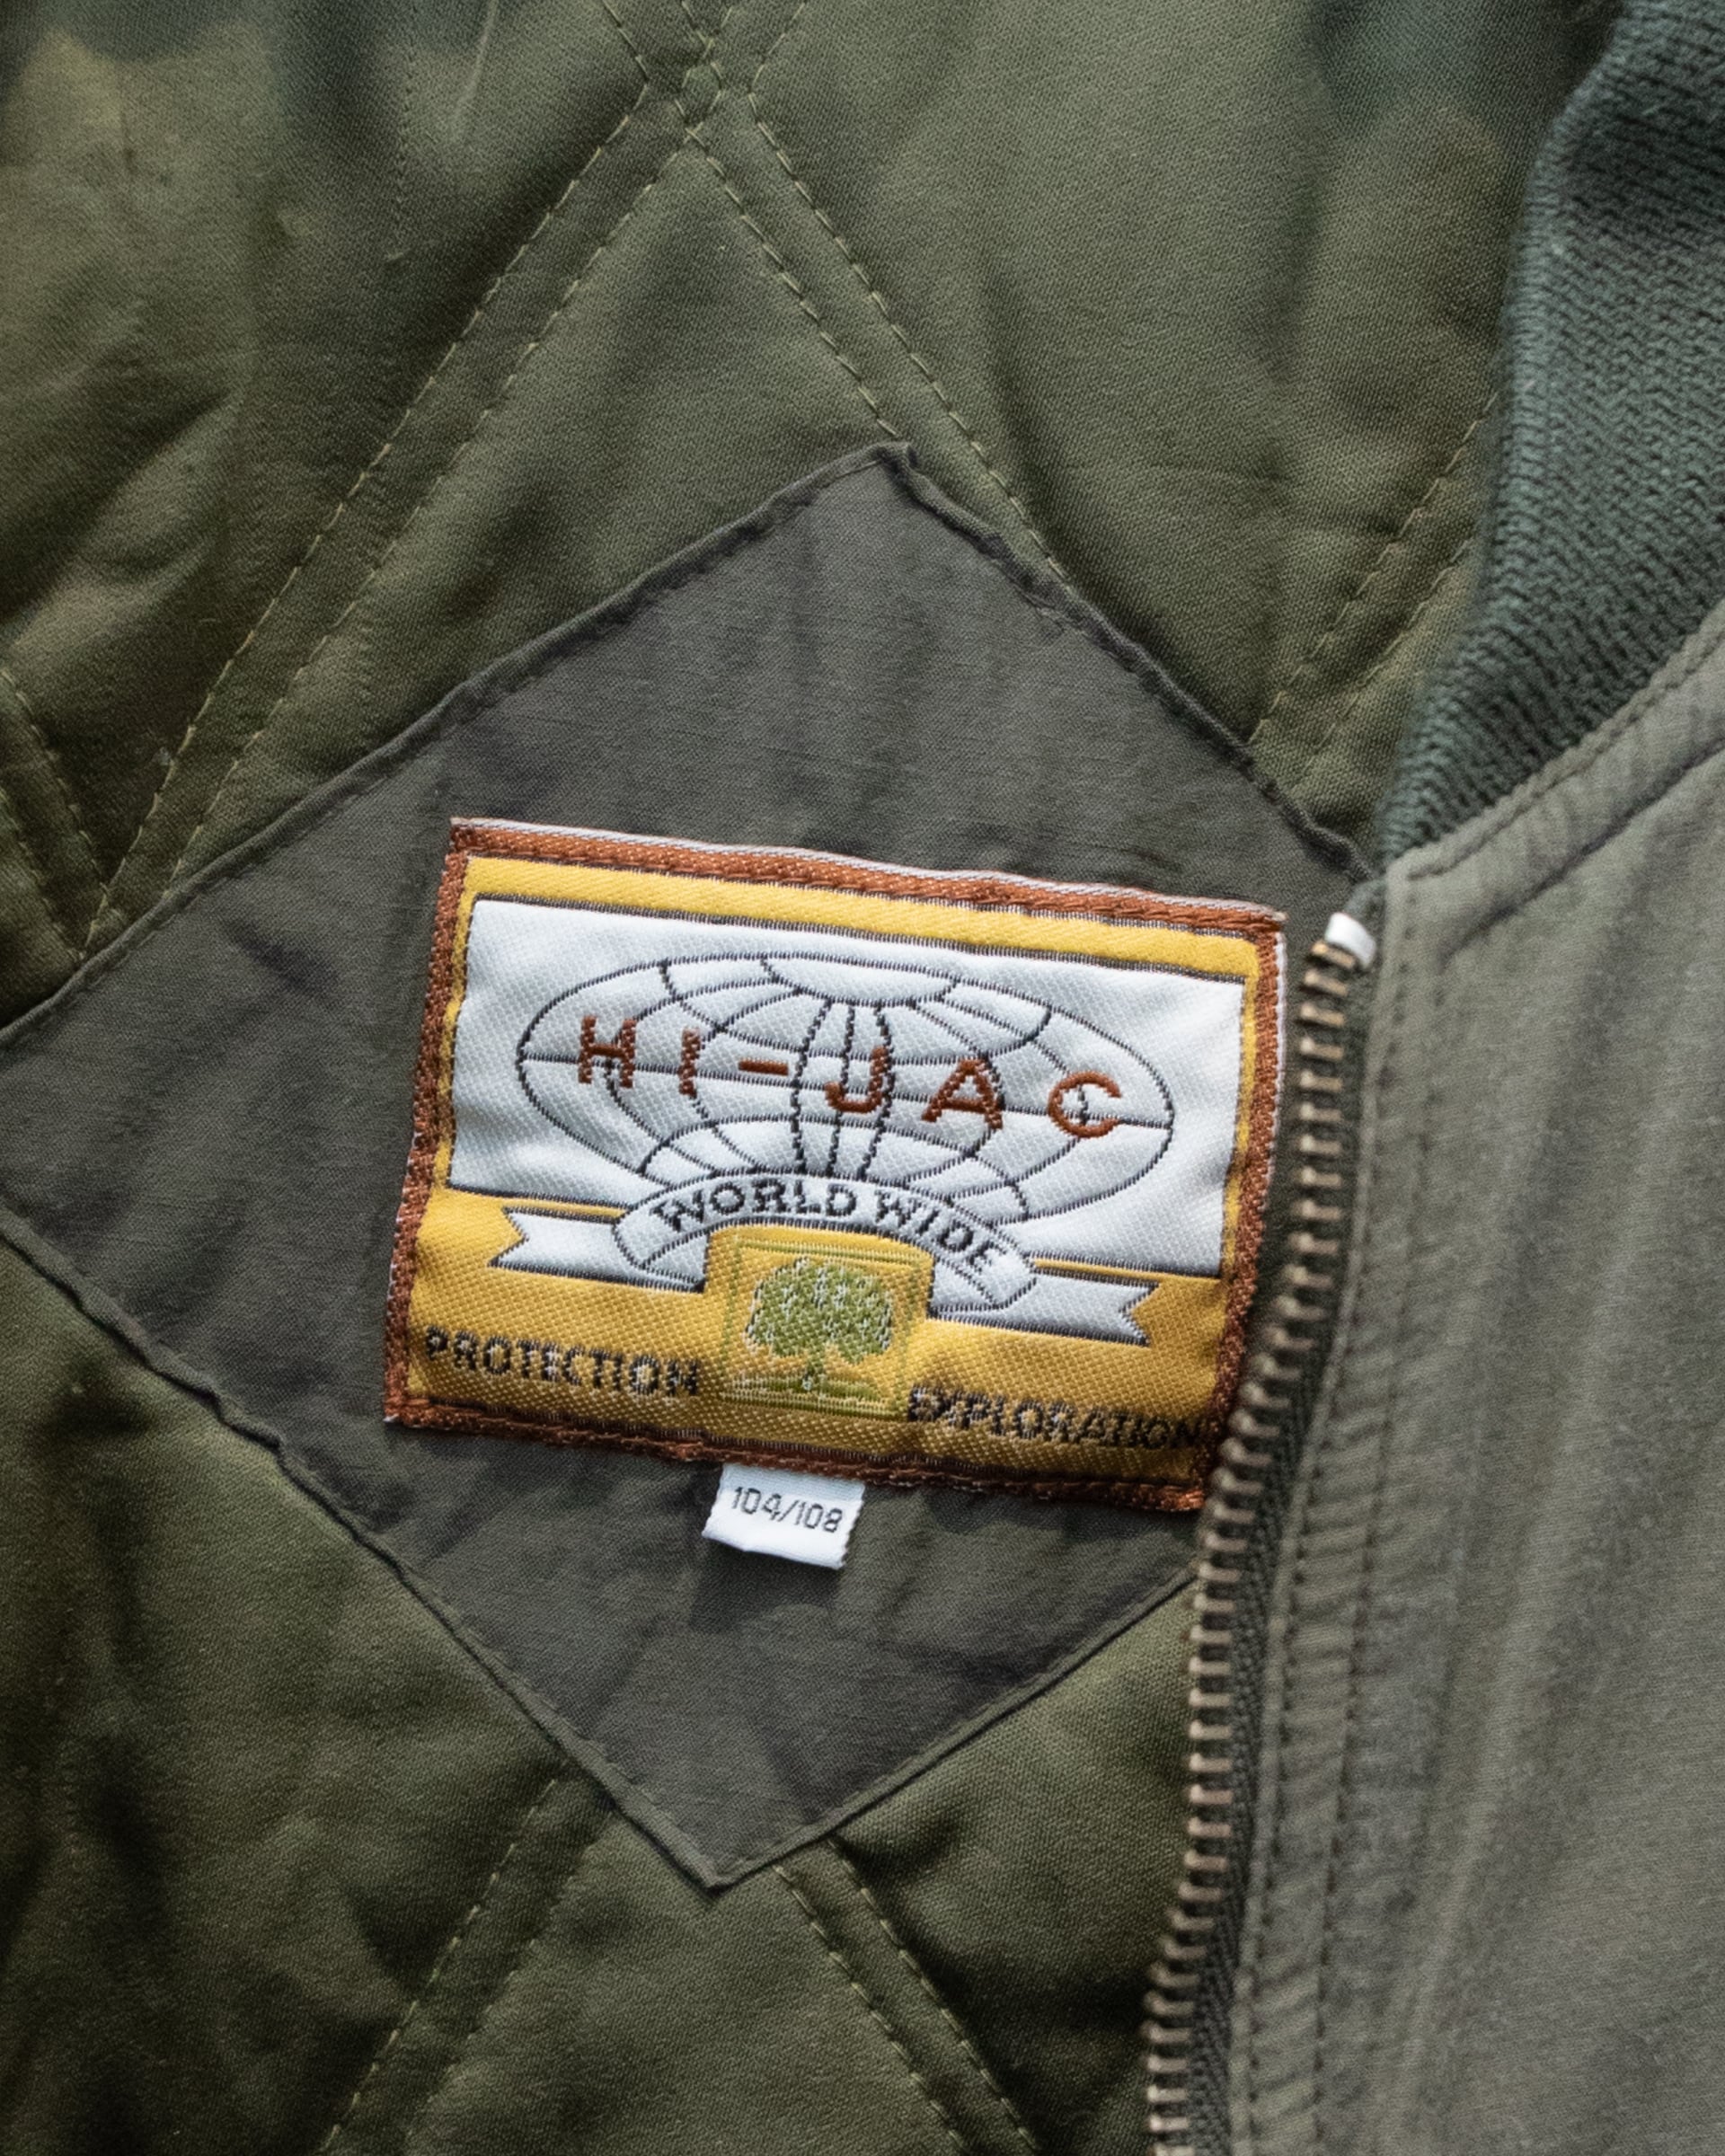 HI-JAC
WORLD WIDE
PROTECTION EXPLORATION
104/108